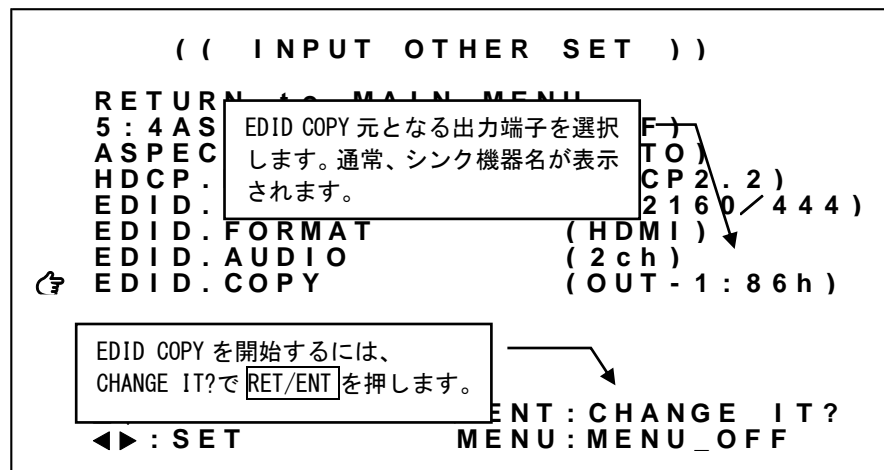 (( INPUT OTHER SET ))
RETURN to MAIN MENU
5:4AS F)
ASPEC TO)
HDCP. CP2.2)
EDID. 2160/444)
EDID.FORMAT (HDMI)
EDID.AUDIO (2ch)
EDID.COPY (OUT-1:86h)
EDID COPY 元となる出力端子を選択
します。通常、シンク機器名が表示
されます。
EDID COPY を開始するには、
CHANGE IT?で RET/ENT を押します。
ENT:CHANGE IT?
◀▶:SET MENU:MENU_OFF